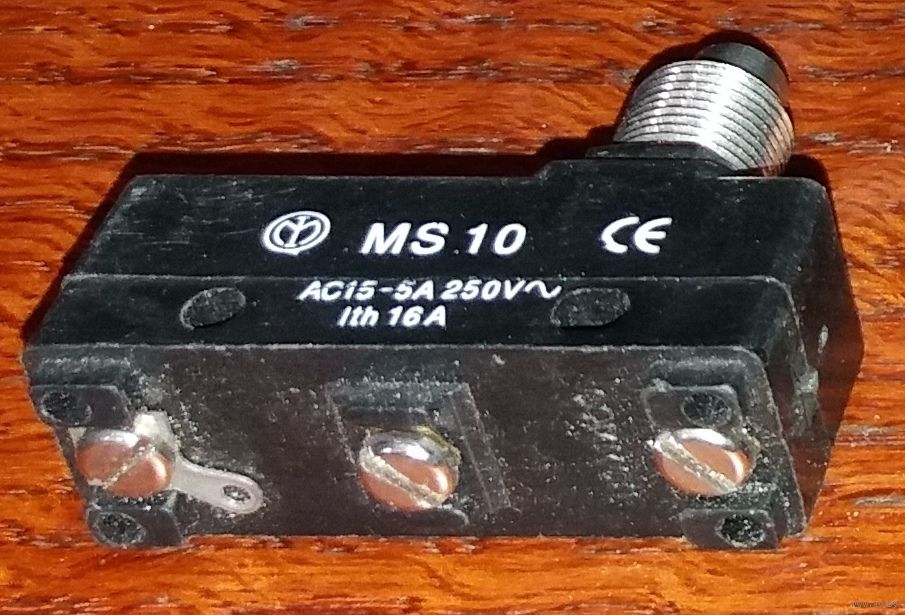 MS 10 CE
AC15-5A 250V~
Ith 16A